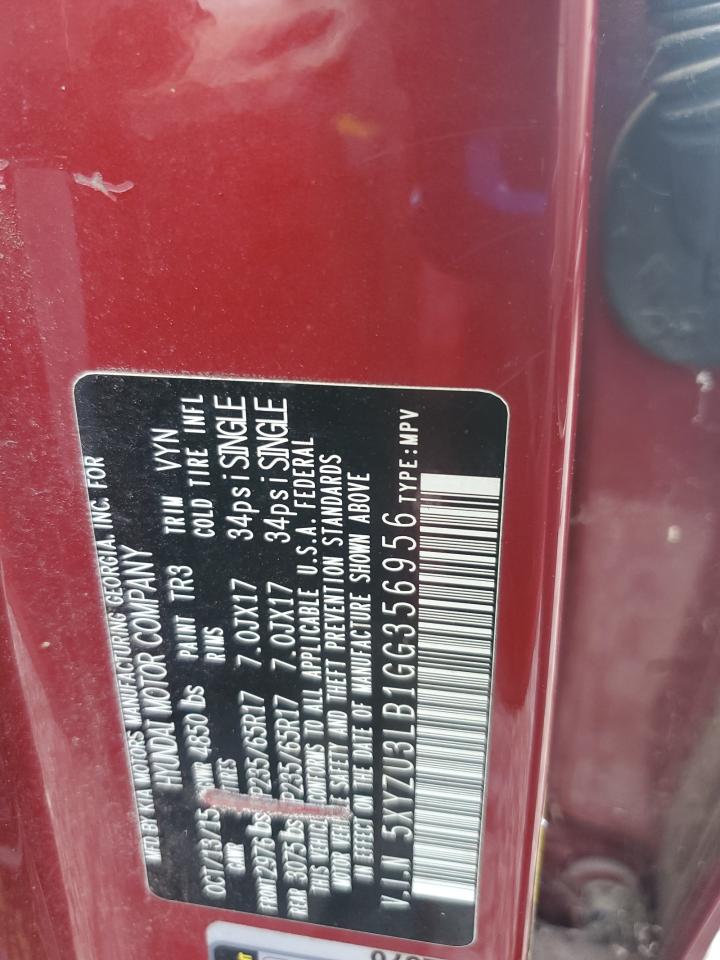 MFD BY KIA MOTORS MANUFACTURING GEORGIA, INC. FOR
HYUNDAI MOTOR COMPANY
OCT/13/15 GVWR 4850 lbs PAINT TR3 TRIM VYN
GAWR TIRES RIMS COLD TIRE INFL
FRONT 2976 lbs P235/65R17 7.0JX17 34psi SINGLE
REAR 3075 lbs P235/65R17 7.0JX17 34psi SINGLE
THIS VEHICLE CONFORMS TO ALL APPLICABLE U.S.A. FEDERAL
MOTOR VEHICLE SAFETY AND THEFT PREVENTION STANDARDS
IN EFFECT ON THE DATE OF MANUFACTURE SHOWN ABOVE
V.I.N 5XYZU3LB1GG356956 TYPE:MPV